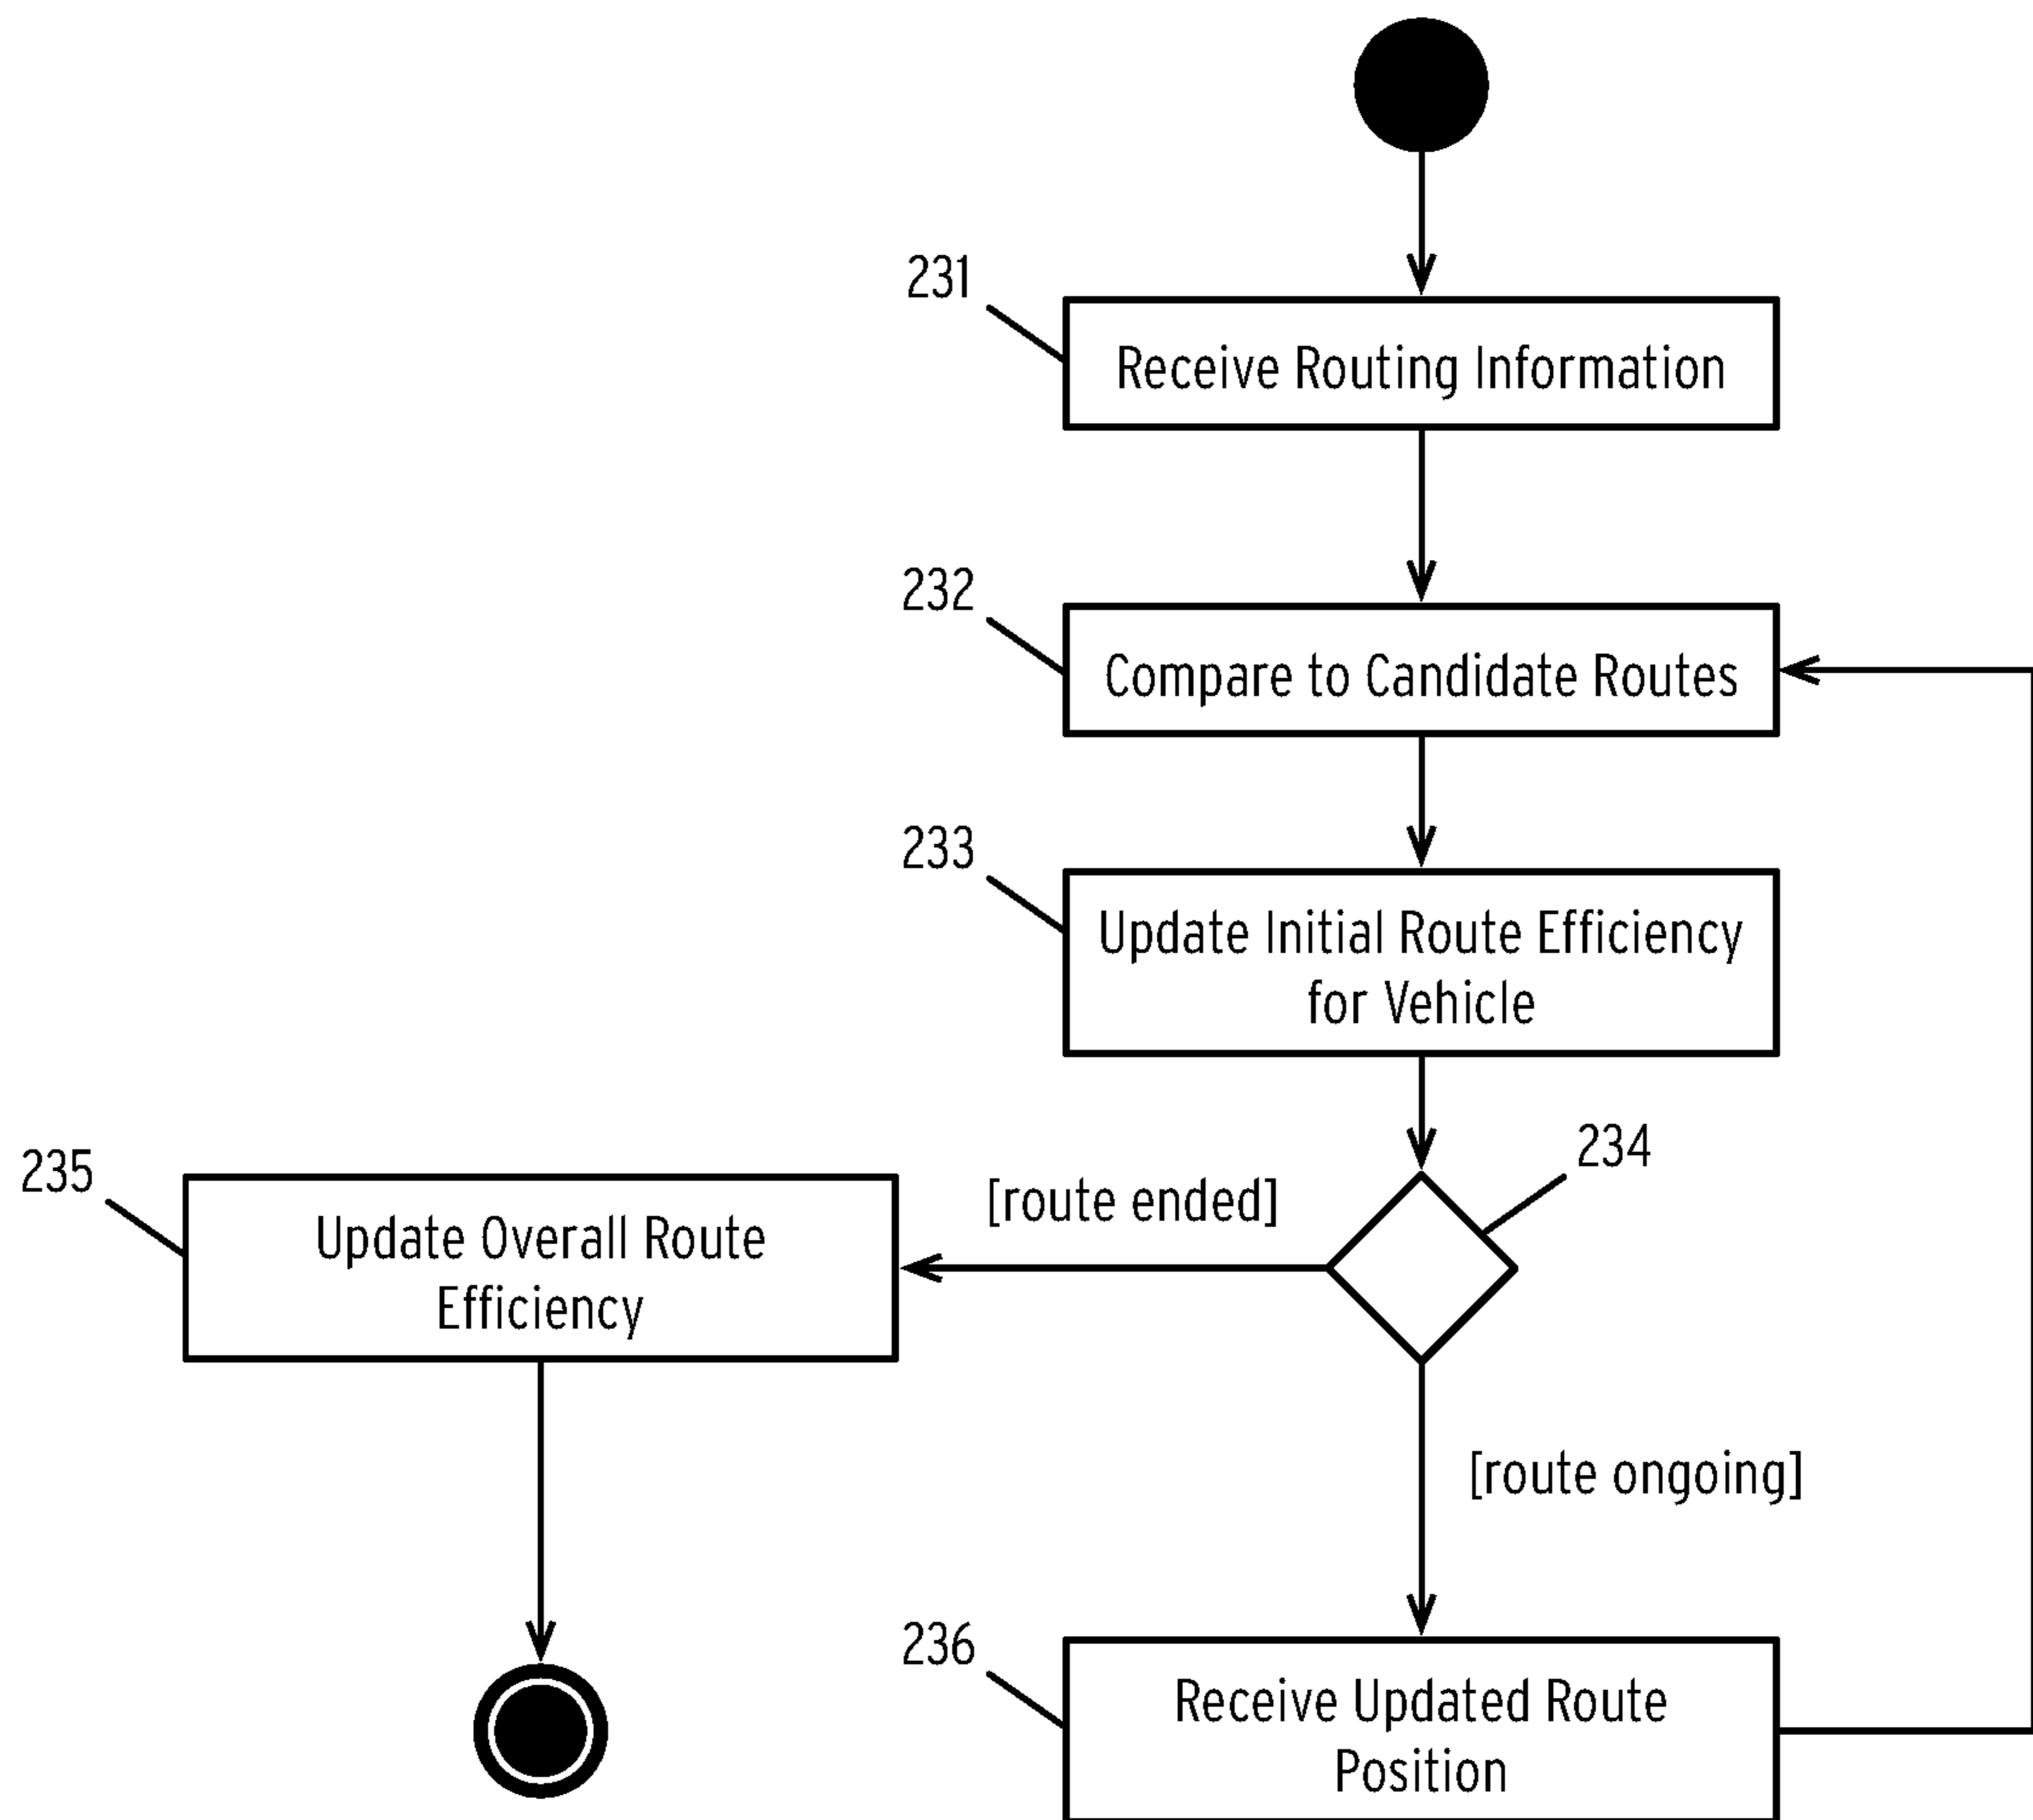 231
Receive Routing Information
232
Compare to Candidate Routes
233
Update Initial Route Efficiency
for Vehicle
234
[route ended]
235
Update Overall Route
Efficiency
[route ongoing]
236
Receive Updated Route
Position